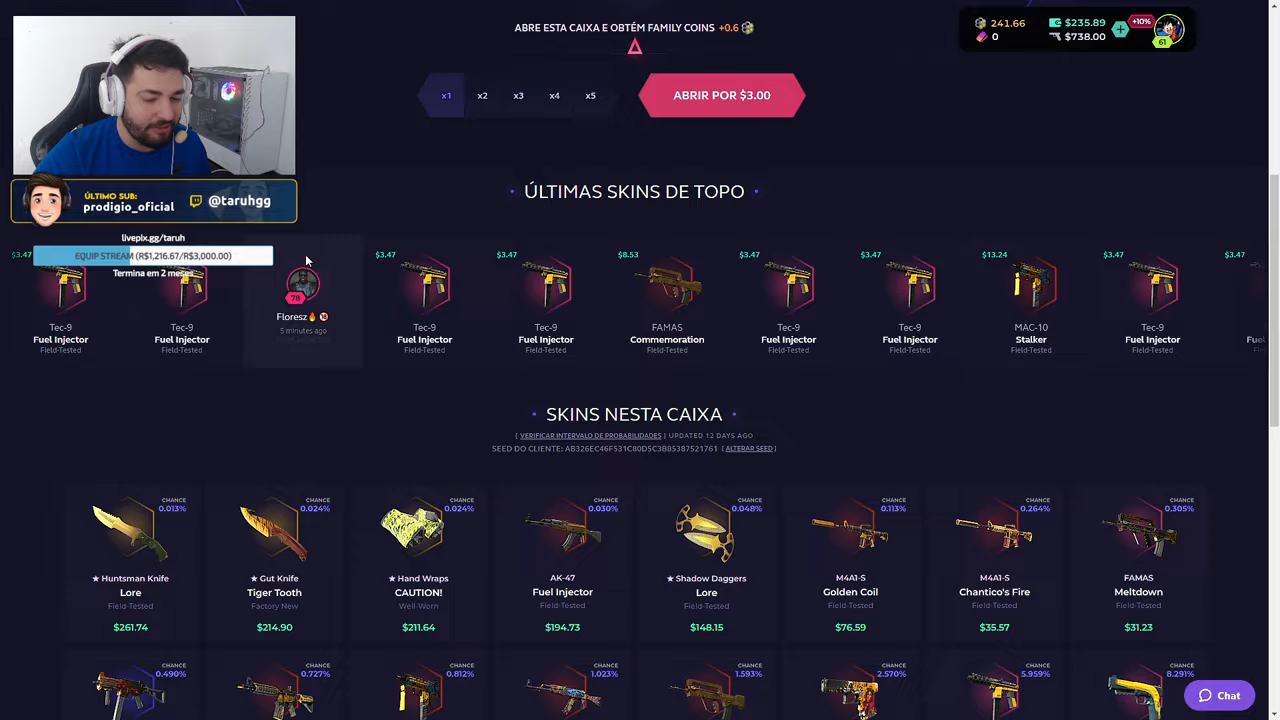 ABRE ESTA CAIXA E OBTÉM FAMILY COINS +0.6
241.66 $235.89 +10%
0 $738.00 61
x1 x2 x3 x4 x5 ABRIR POR $3.00
ÚLTIMO SUB:
prodigio_oficial @taruhgg
ÚLTIMAS SKINS DE TOPO
livepix.gg/taruh
EQUIP STREAM (R$1,216.67/R$3,000.00)
Termina em 2 meses
$3.47 $3.47 $3.47 $8.53 $3.47 $3.47 $13.24 $3.47 $3.47
78
Floresz
5 minutes ago
Tec-9 Tec-9 Tec-9 Tec-9 FAMAS Tec-9 Tec-9 MAC-10 Tec-9
Fuel Injector Fuel Injector Fuel Injector Fuel Injector Commemoration Fuel Injector Fuel Injector Stalker Fuel Injector Fuel
Field-Tested Field-Tested Field-Tested Field-Tested Field-Tested Field-Tested Field-Tested Field-Tested Field-Tested
SKINS NESTA CAIXA
[ VERIFICAR INTERVALO DE PROBABILIDADES ] UPDATED 12 DAYS AGO
SEED DO CLIENTE: AB326EC46F531C80D5C3B85387521761 [ ALTERAR SEED ]
CHANCE CHANCE CHANCE CHANCE CHANCE CHANCE CHANCE CHANCE
0.013% 0.024% 0.024% 0.030% 0.048% 0.113% 0.264% 0.305%
★ Huntsman Knife ★ Gut Knife ★ Hand Wraps AK-47 ★ Shadow Daggers M4A1-S M4A1-S FAMAS
Lore Tiger Tooth CAUTION! Fuel Injector Lore Golden Coil Chantico's Fire Meltdown
Field-Tested Factory New Well-Worn Field-Tested Field-Tested Field-Tested Field-Tested Field-Tested
$261.74 $214.90 $211.64 $194.73 $148.15 $76.59 $35.57 $31.23
CHANCE CHANCE CHANCE CHANCE CHANCE CHANCE CHANCE CHANCE
0.490% 0.727% 0.812% 1.023% 1.593% 2.570% 5.959% 8.291%
Chat